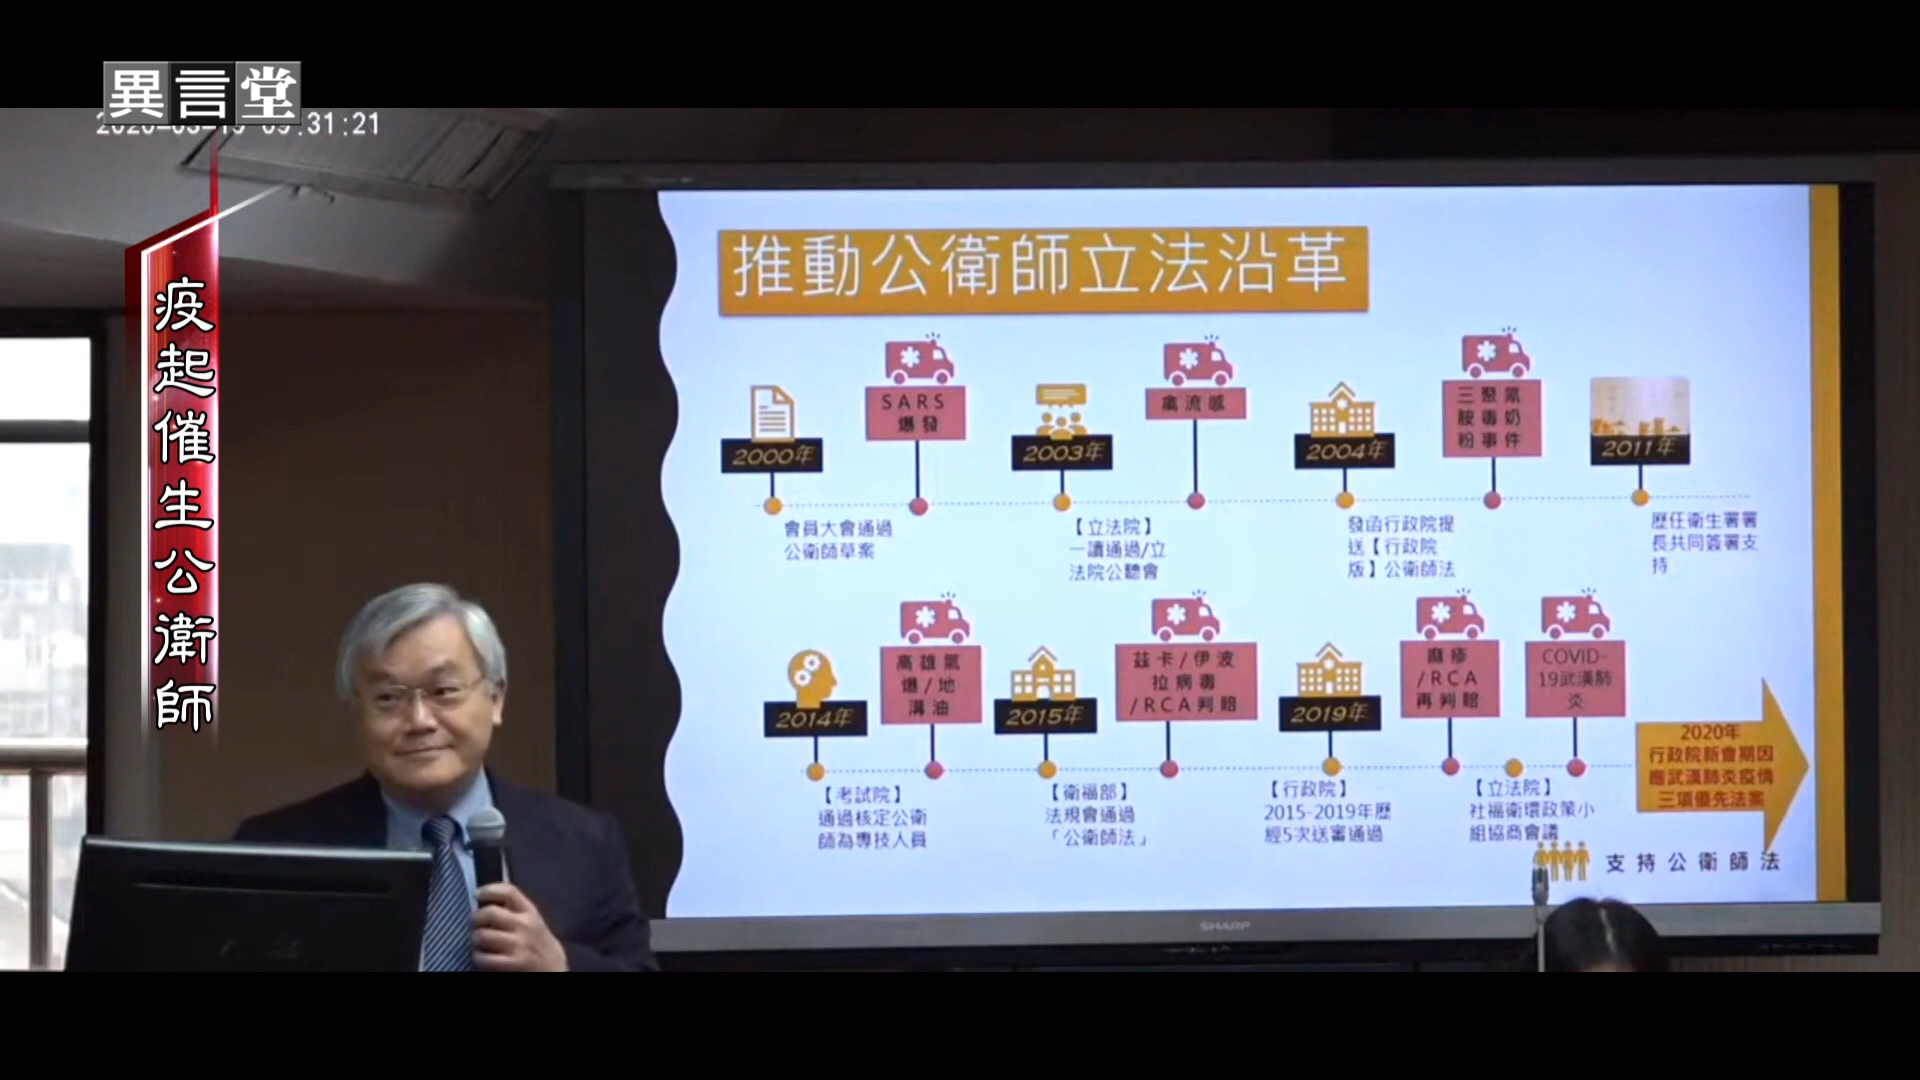 異言堂
09:31:21
疫起催生公衛師
推動公衛師立法沿革
2000年
SARS
爆發
2003年
禽流感
2004年
三聚氰
胺毒奶
粉事件
2011年
會員大會通過
公衛師草案
【立法院】
一讀通過/立
法院公聽會
發函行政院提
送【行政院
版】公衛師法
歷任衛生署署
長共同簽署支
持
2014年
高雄氣
爆/地
溝油
2015年
茲卡/伊波
拉病毒
/RCA判賠
2019年
麻疹
/RCA
再判賠
COVID-
19武漢肺
炎
2020年
行政院新會期因
應武漢肺炎疫情
三項優先法案
【考試院】
通過核定公衛
師為專技人員
【衛福部】
法規會通過
「公衛師法」
【行政院】
2015-2019年歷
經5次送審通過
【立法院】
社福衛環政策小
組協商會議
支持公衛師法
SHARP